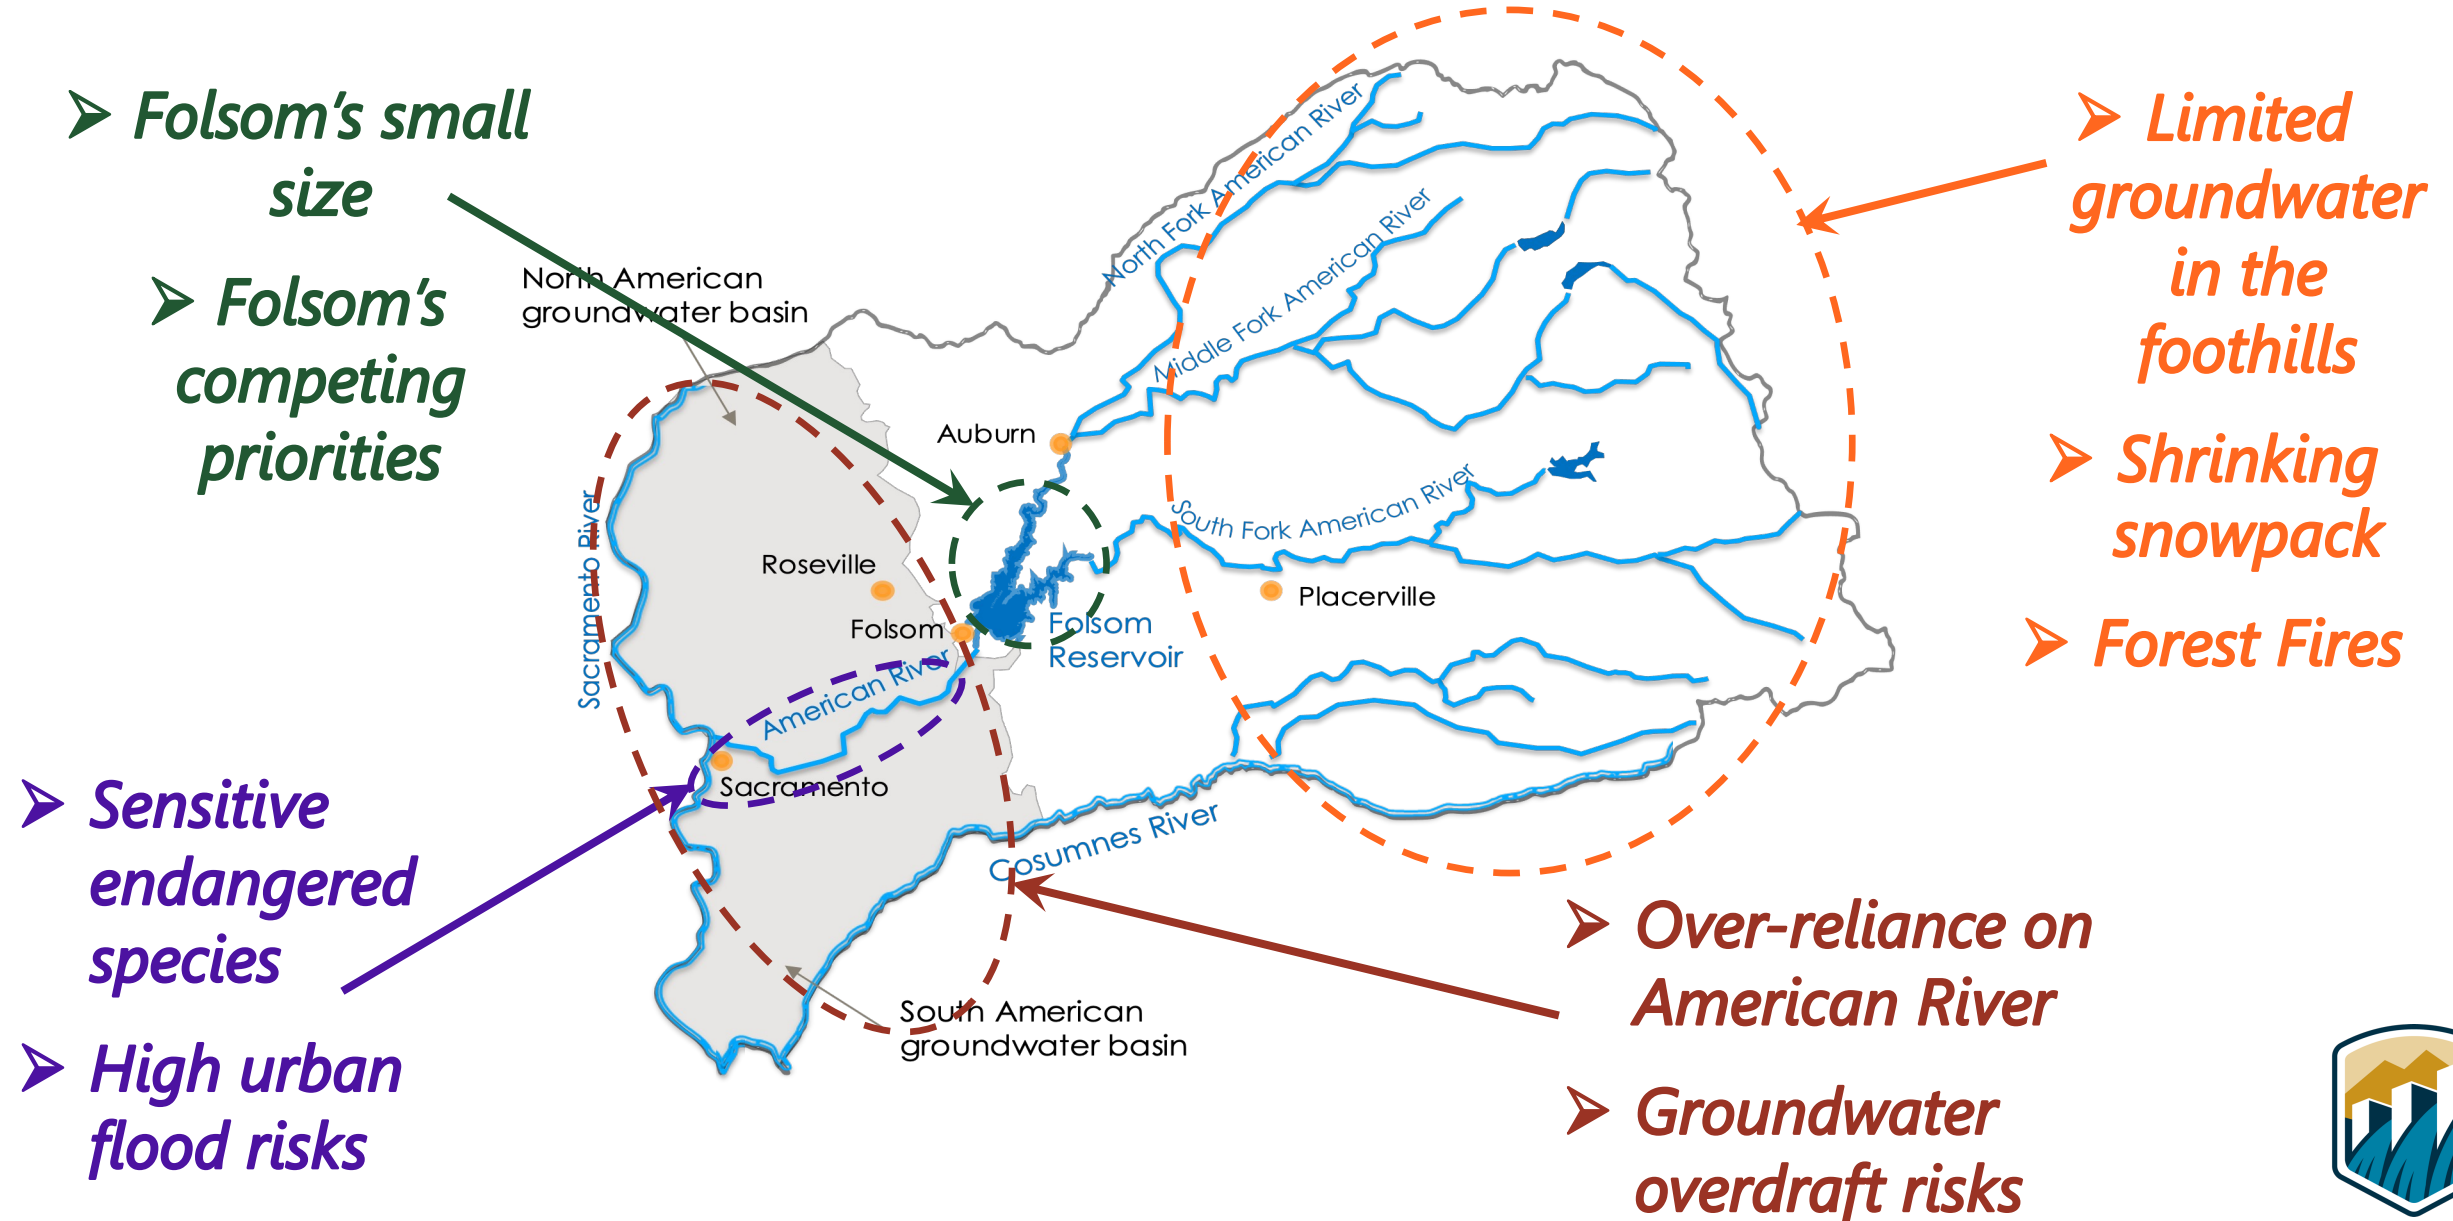 ➢ Folsom's small
size
➢ Folsom's
competing
priorities
➢ Sensitive
endangered
species
➢ High urban
flood risks
North American
groundwater basin
North Fork American River
Middle Fork American River
Auburn
South Fork American River
Sacramento River
Roseville
Placerville
Folsom
Folsom
Reservoir
American River
Sacramento
Cosumnes River
South American
groundwater basin
➢ Limited
groundwater
in the
foothills
➢ Shrinking
snowpack
➢ Forest Fires
➢ Over-reliance on
American River
➢ Groundwater
overdraft risks